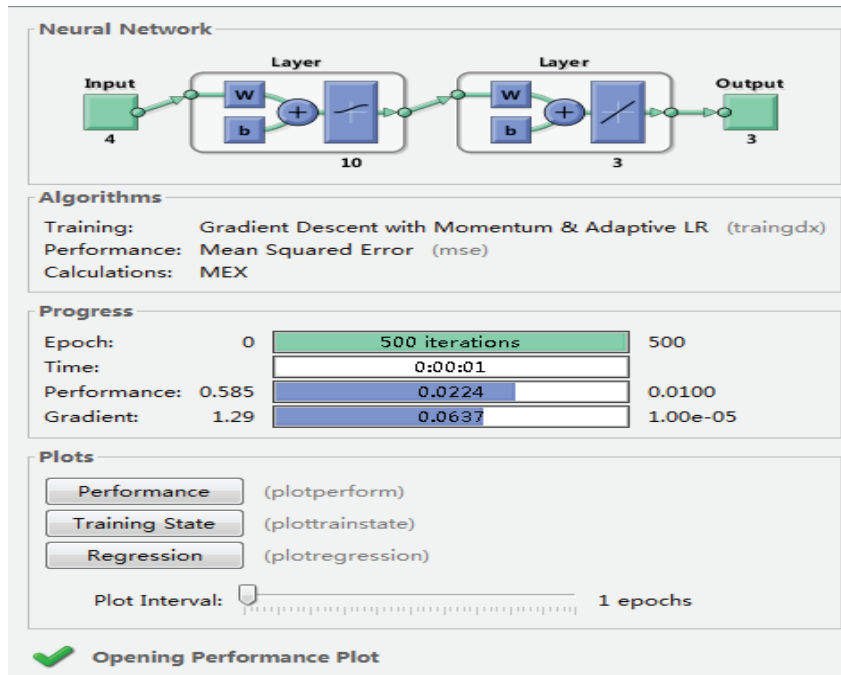 Neural Network
Layer Layer
Input Output
W W
b b
4 10 3 3
Algorithms
Training: Gradient Descent with Momentum & Adaptive LR (traingdx)
Performance: Mean Squared Error (mse)
Calculations: MEX
Progress
Epoch: 0 500 iterations 500
Time: 0:00:01
Performance: 0.585 0.0224 0.0100
Gradient: 1.29 0.0637 1.00e-05
Plots
Performance (plotperform)
Training State (plottrainstate)
Regression (plotregression)
Plot Interval: 1 epochs
Opening Performance Plot